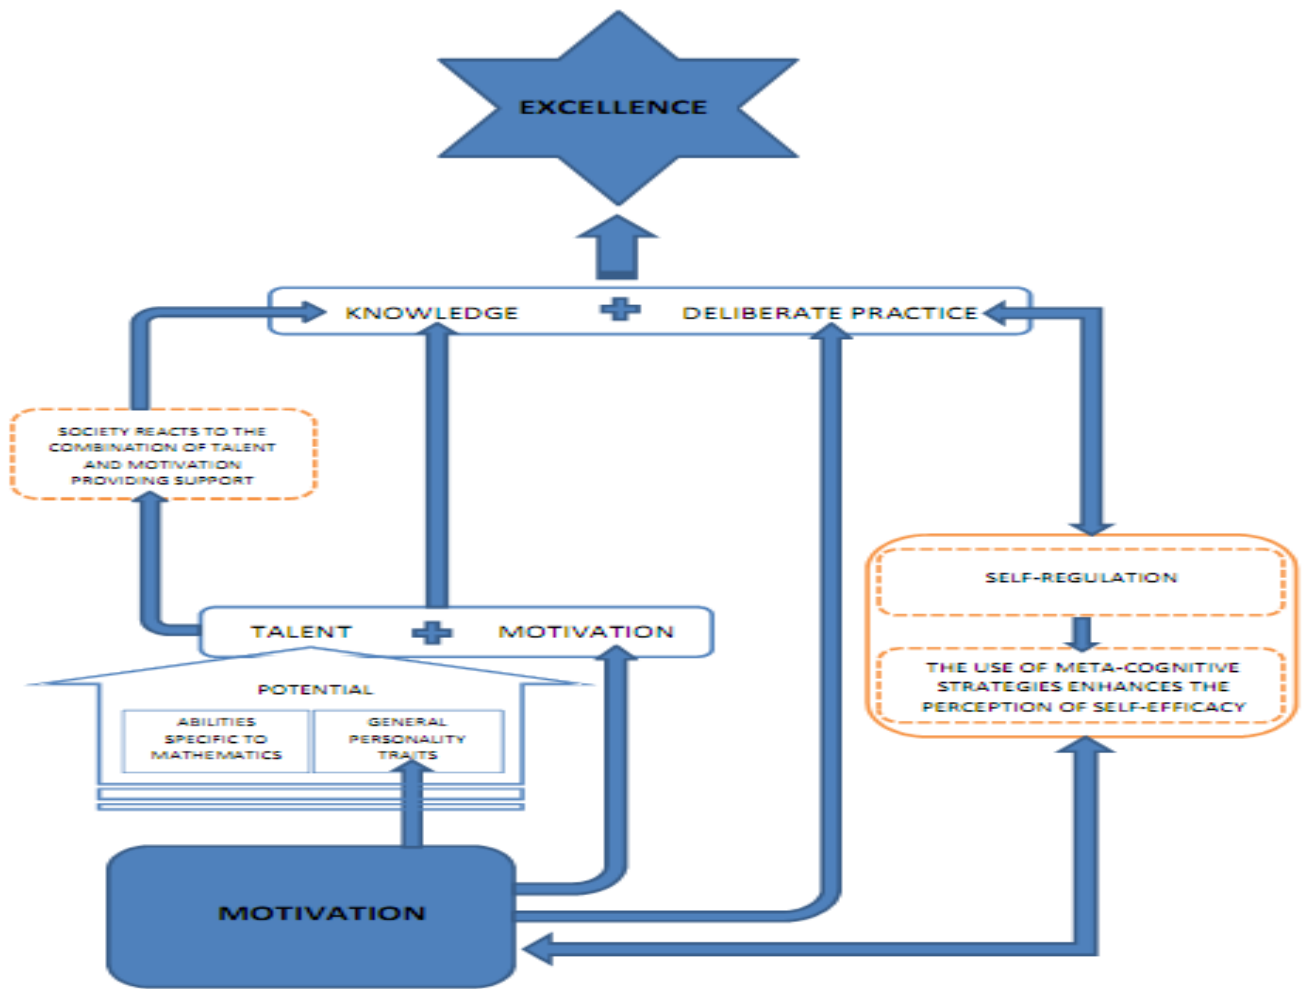 EXCELLENCE
KNOWLEDGE
DELIBERATE PRACTICE
SOCIETY REACTS TO THE
COMBINATION OF TALENT
AND MOTIVATION
PROVIDING SUPPORT
SELF-REGULATION
TALENT
MOTIVATION
THE USE OF META-COGNITIVE
STRATEGIES ENHANCES THE
PERCEPTION OF SELF-EFFICACY
POTENTIAL
ABILITIES
SPECIFIC TO
MATHEMATICS
GENERAL
PERSONALITY
TRAITS
MOTIVATION